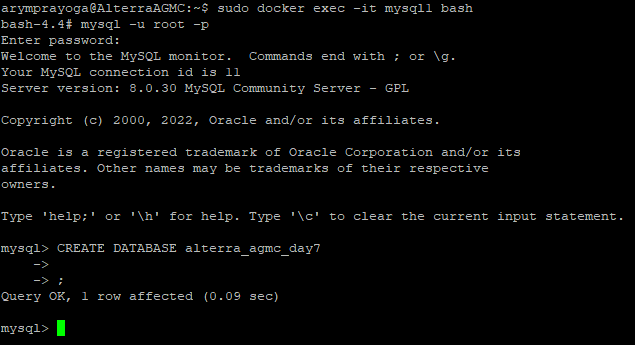 arymprayoga@AlterraAGMC:~$ sudo docker exec -it mysql1 bash
bash-4.4# mysql -u root -p
Enter password:
Welcome to the MySQL monitor.  Commands end with ; or \g.
Your MySQL connection id is 11
Server version: 8.0.30 MySQL Community Server - GPL

Copyright (c) 2000, 2022, Oracle and/or its affiliates.

Oracle is a registered trademark of Oracle Corporation and/or its
affiliates. Other names may be trademarks of their respective
owners.

Type 'help;' or '\h' for help. Type '\c' to clear the current input statement.

mysql> CREATE DATABASE alterra_agmc_day7
    ->
    -> ;
Query OK, 1 row affected (0.09 sec)

mysql>